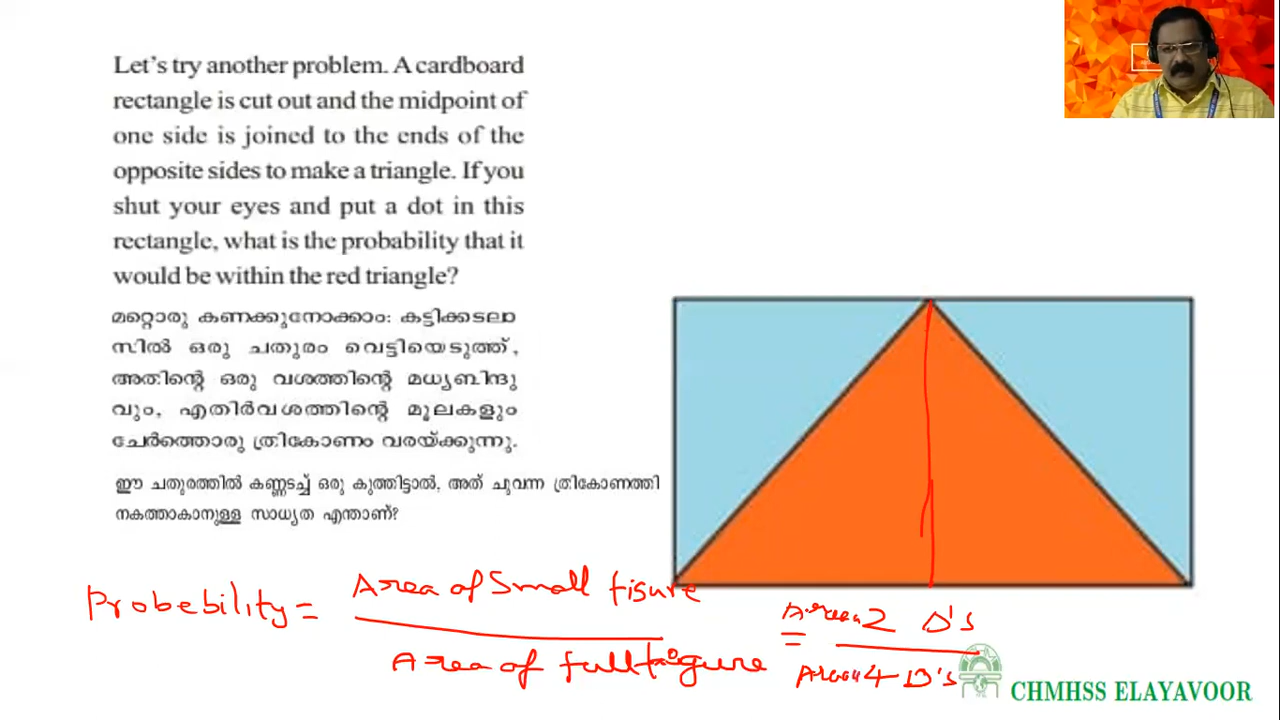 Let's try another problem. A cardboard
rectangle is cut out and the midpoint of
one side is joined to the ends of the
opposite sides to make a triangle. If you
shut your eyes and put a dot in this
rectangle, what is the probability that it
would be within the red triangle?
മറ്റൊരു കണക്കുനോക്കാം: കട്ടിക്കടലാ
സിൽ ഒരു ചതുരം വെട്ടിയെടുത്ത്,
അതിന്റെ ഒരു വശത്തിന്റെ മധ്യബിന്ദു
വും, എതിർവശത്തിന്റെ മൂലകളും
ചേർത്തൊരു ത്രികോണം വരയ്ക്കുന്നു.
ഈ ചതുരത്തിൽ കണ്ണടച്ച് ഒരു കുത്തിട്ടാൽ, അത് ചുവന്ന ത്രികോണത്തി
നകത്താകാനുള്ള സാധ്യത എന്താണ്?
Probebility = Area of Small figure
Area of full figure
= Area 2 Δ's
Area 4 Δ's
CHMHSS ELAYAVOOR